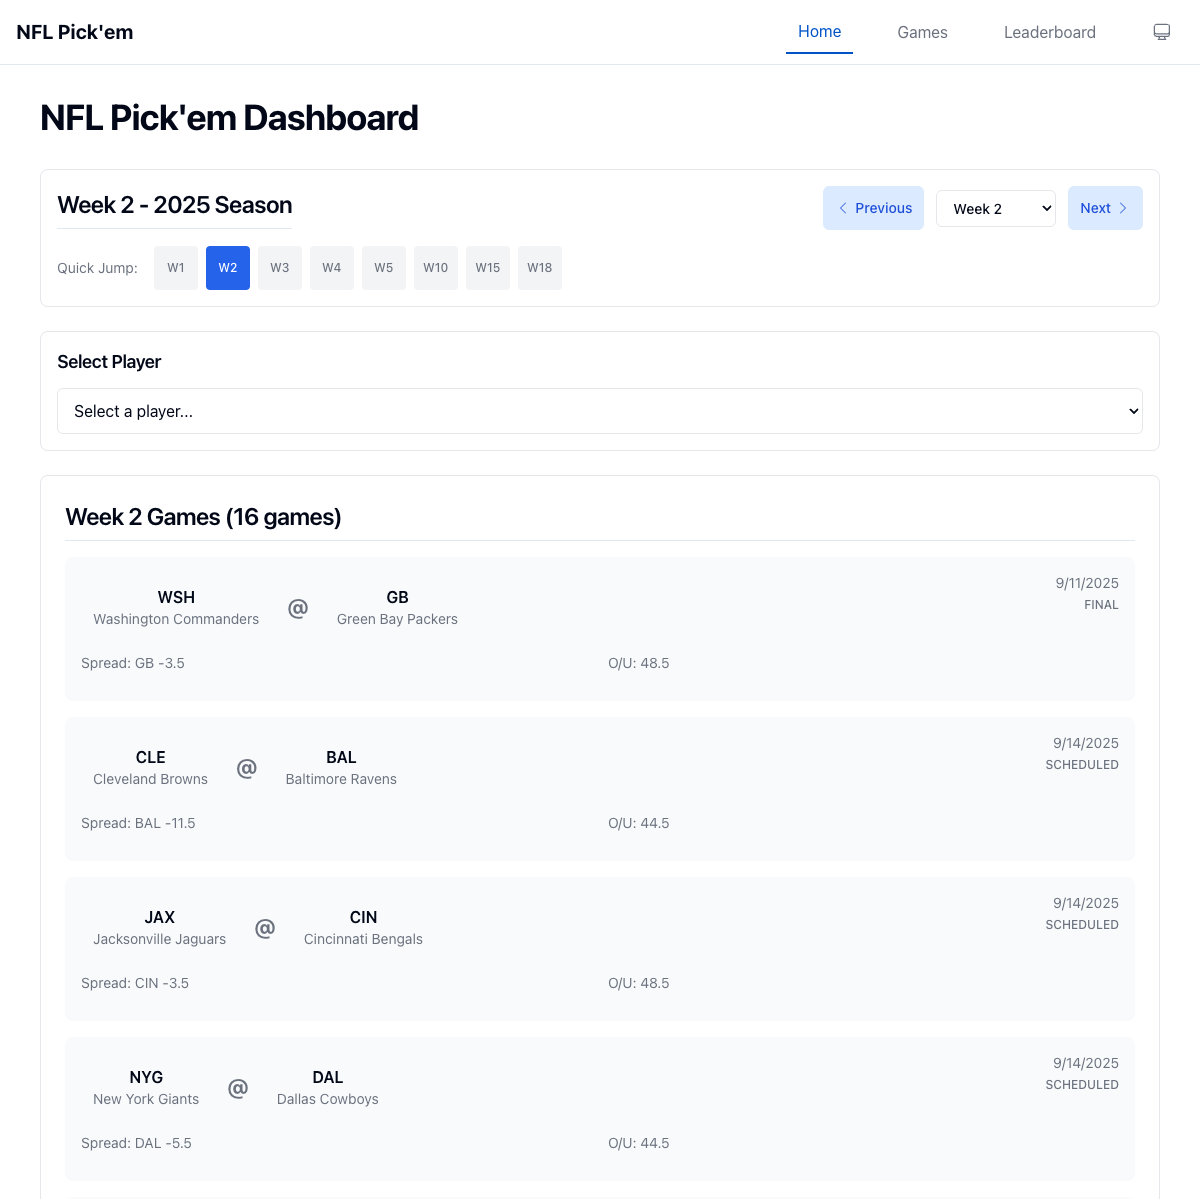 NFL Pick'em
Home
Games
Leaderboard
NFL Pick'em Dashboard
Week 2 - 2025 Season
Previous
Week 2
Next
Quick Jump:
W1
W2
W3
W4
W5
W10
W15
W18
Select Player
Select a player...
Week 2 Games (16 games)
WSH
Washington Commanders
@
GB
Green Bay Packers
9/11/2025
FINAL
Spread: GB -3.5
O/U: 48.5
CLE
Cleveland Browns
@
BAL
Baltimore Ravens
9/14/2025
SCHEDULED
Spread: BAL -11.5
O/U: 44.5
JAX
Jacksonville Jaguars
@
CIN
Cincinnati Bengals
9/14/2025
SCHEDULED
Spread: CIN -3.5
O/U: 48.5
NYG
New York Giants
@
DAL
Dallas Cowboys
9/14/2025
SCHEDULED
Spread: DAL -5.5
O/U: 44.5